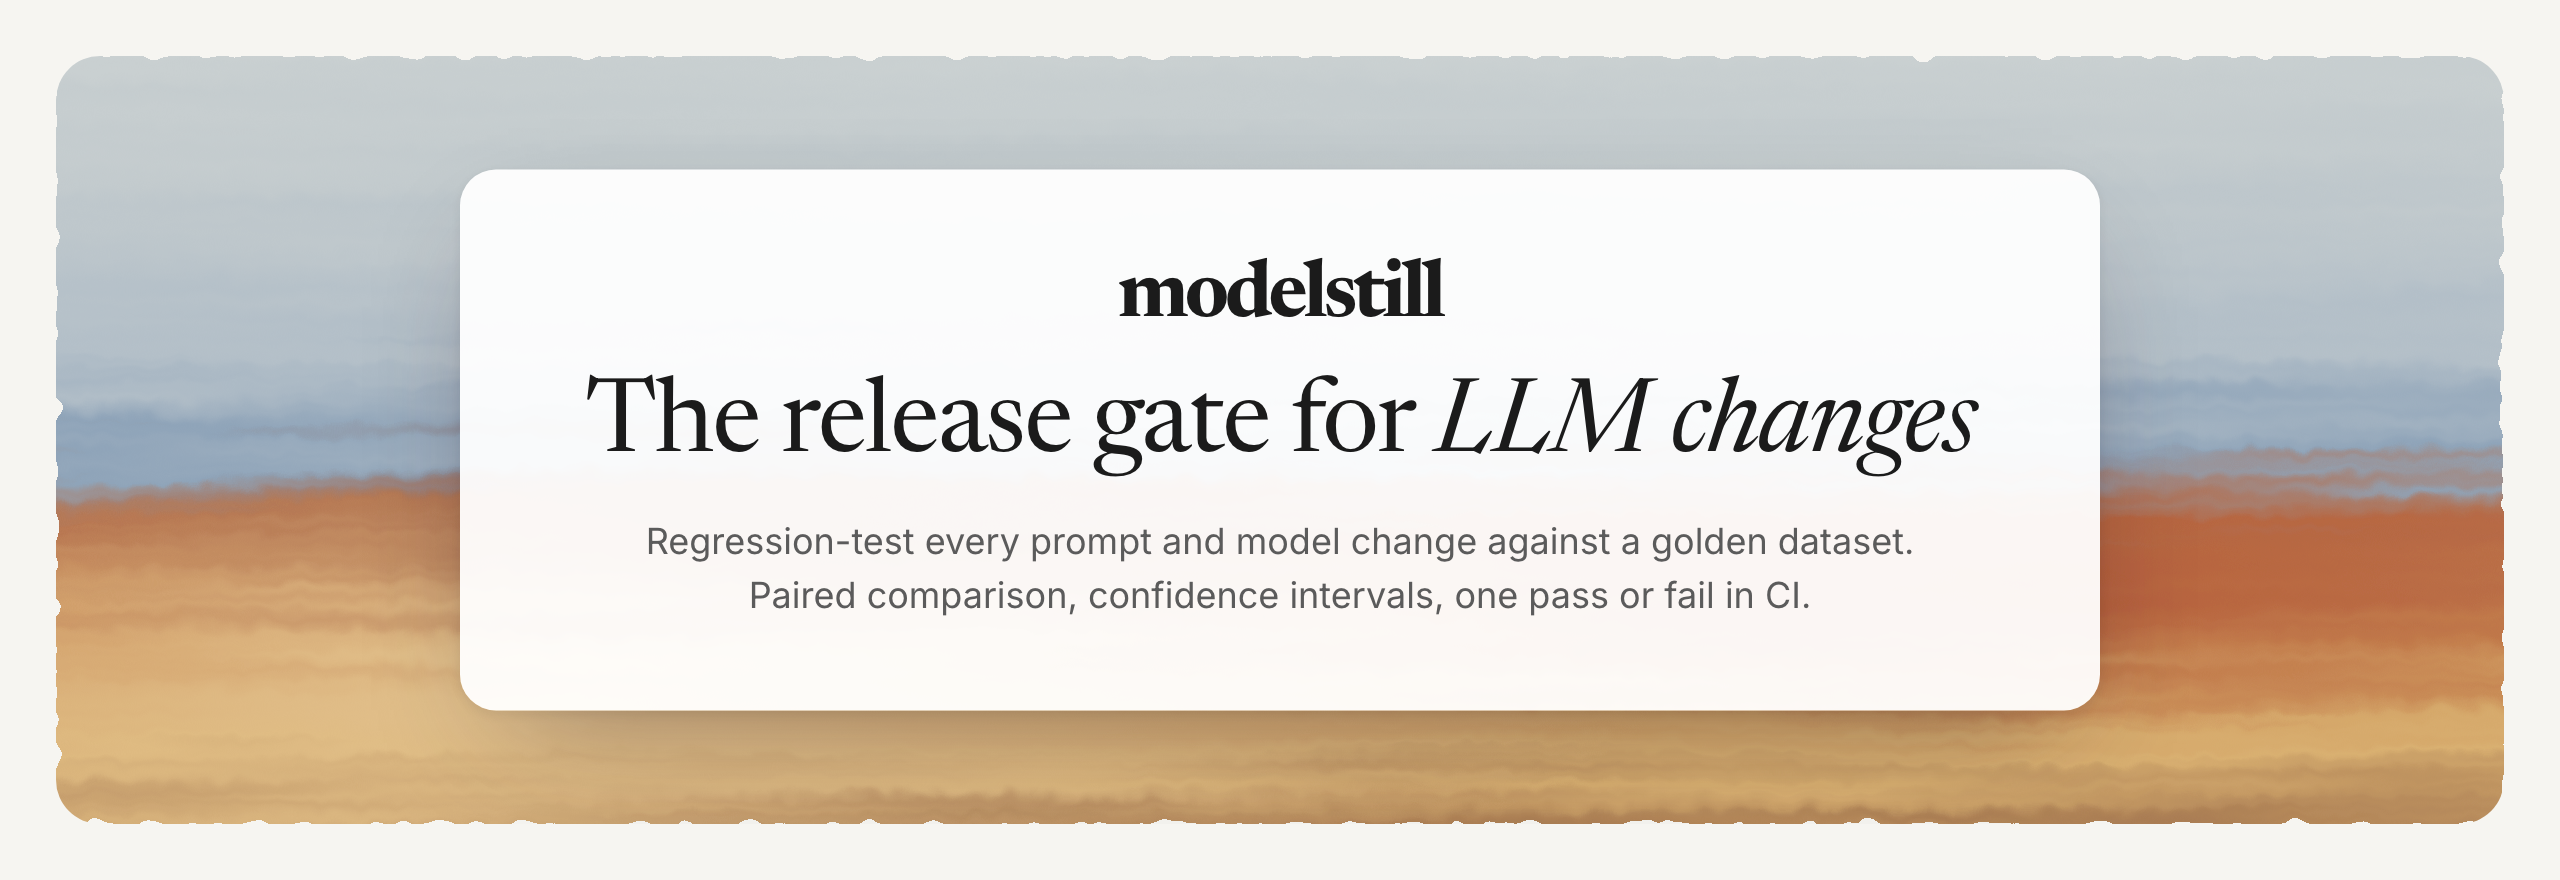 modelstill
The release gate for LLM changes
Regression-test every prompt and model change against a golden dataset.
Paired comparison, confidence intervals, one pass or fail in CI.